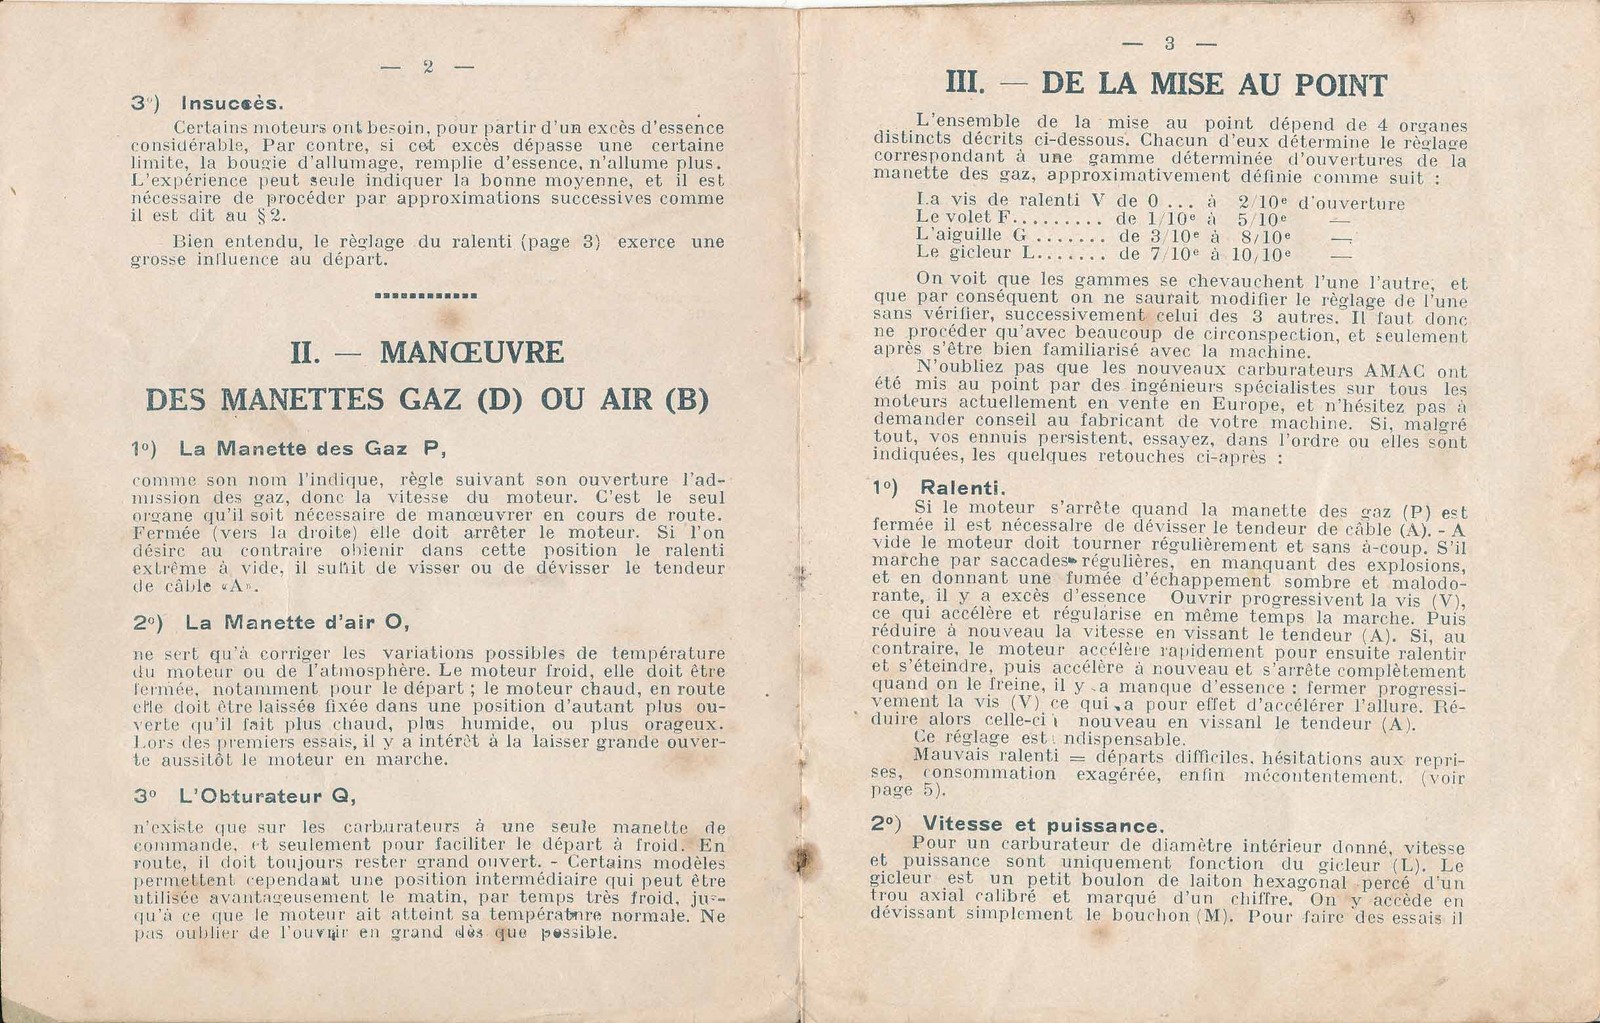 — 2 —
3°) Insuccès.
Certains moteurs ont besoin, pour partir d'un excès d'essence
considérable, Par contre, si cet excès dépasse une certaine
limite, la bougie d'allumage, remplie d'essence, n'allume plus.
L'expérience peut seule indiquer la bonne moyenne, et il est
nécessaire de procéder par approximations successives comme
il est dit au § 2.
Bien entendu, le règlage du ralenti (page 3) exerce une
grosse influence au départ.
II. — MANŒUVRE
DES MANETTES GAZ (D) OU AIR (B)
1°) La Manette des Gaz P,
comme son nom l'indique, règle suivant son ouverture l'ad-
mission des gaz, donc la vitesse du moteur. C'est le seul
organe qu'il soit nécessaire de manœuvrer en cours de route.
Fermée (vers la droite) elle doit arrêter le moteur. Si l'on
désire au contraire obtenir dans cette position le ralenti
extrême à vide, il suffit de visser ou de dévisser le tendeur
de câble «A».
2°) La Manette d'air O,
ne sert qu'à corriger les variations possibles de température
du moteur ou de l'atmosphère. Le moteur froid, elle doit être
fermée, notamment pour le départ ; le moteur chaud, en route
elle doit être laissée fixée dans une position d'autant plus ou-
verte qu'il fait plus chaud, plus humide, ou plus orageux.
Lors des premiers essais, il y a intérêt à la laisser grande ouver-
te aussitôt le moteur en marche.
3° L'Obturateur Q,
n'existe que sur les carburateurs à une seule manette de
commande, et seulement pour faciliter le départ à froid. En
route, il doit toujours rester grand ouvert. - Certains modèles
permettent cependant une position intermédiaire qui peut être
utilisée avantageusement le matin, par temps très froid, jus-
qu'à ce que le moteur ait atteint sa température normale. Ne
pas oublier de l'ouvrir en grand dès que possible.
— 3 —
III. — DE LA MISE AU POINT
L'ensemble de la mise au point dépend de 4 organes
distincts décrits ci-dessous. Chacun d'eux détermine le règlage
correspondant à une gamme déterminée d'ouvertures de la
manette des gaz, approximativement définie comme suit :
La vis de ralenti V de 0 ... à 2/10e d'ouverture
Le volet F......... de 1/10e à 5/10e —
L'aiguille G ....... de 3/10e à 8/10e —
Le gicleur L....... de 7/10e à 10/10e —
On voit que les gammes se chevauchent l'une l'autre, et
que par conséquent on ne saurait modifier le règlage de l'une
sans vérifier, successivement celui des 3 autres. Il faut donc
ne procéder qu'avec beaucoup de circonspection, et seulement
après s'être bien familiarisé avec la machine.
N'oubliez pas que les nouveaux carburateurs AMAC ont
été mis au point par des ingénieurs spécialistes sur tous les
moteurs actuellement en vente en Europe, et n'hésitez pas à
demander conseil au fabricant de votre machine. Si, malgré
tout, vos ennuis persistent, essayez, dans l'ordre ou elles sont
indiquées, les quelques retouches ci-après :
1°) Ralenti.
Si le moteur s'arrête quand la manette des gaz (P) est
fermée il est nécessaire de dévisser le tendeur de câble (A). - A
vide le moteur doit tourner régulièrement et sans à-coup. S'il
marche par saccades régulières, en manquant des explosions,
et en donnant une fumée d'échappement sombre et malodo-
rante, il y a excès d'essence Ouvrir progressivent la vis (V),
ce qui accélère et régularise en même temps la marche. Puis
réduire à nouveau la vitesse en vissant le tendeur (A). Si, au
contraire, le moteur accélère rapidement pour ensuite ralentir
et s'éteindre, puis accélère à nouveau et s'arrête complètement
quand on le freine, il y a manque d'essence : fermer progressi-
vement la vis (V) ce qui a pour effet d'accélérer l'allure. Ré-
duire alors celle-ci à nouveau en vissant le tendeur (A).
Ce réglage est indispensable.
Mauvais ralenti = départs difficiles, hésitations aux repri-
ses, consommation exagérée, enfin mécontentement. (voir
page 5).
2°) Vitesse et puissance.
Pour un carburateur de diamètre intérieur donné, vitesse
et puissance sont uniquement fonction du gicleur (L). Le
gicleur est un petit boulon de laiton hexagonal percé d'un
trou axial calibré et marqué d'un chiffre. On y accède en
dévissant simplement le bouchon (M). Pour faire des essais il